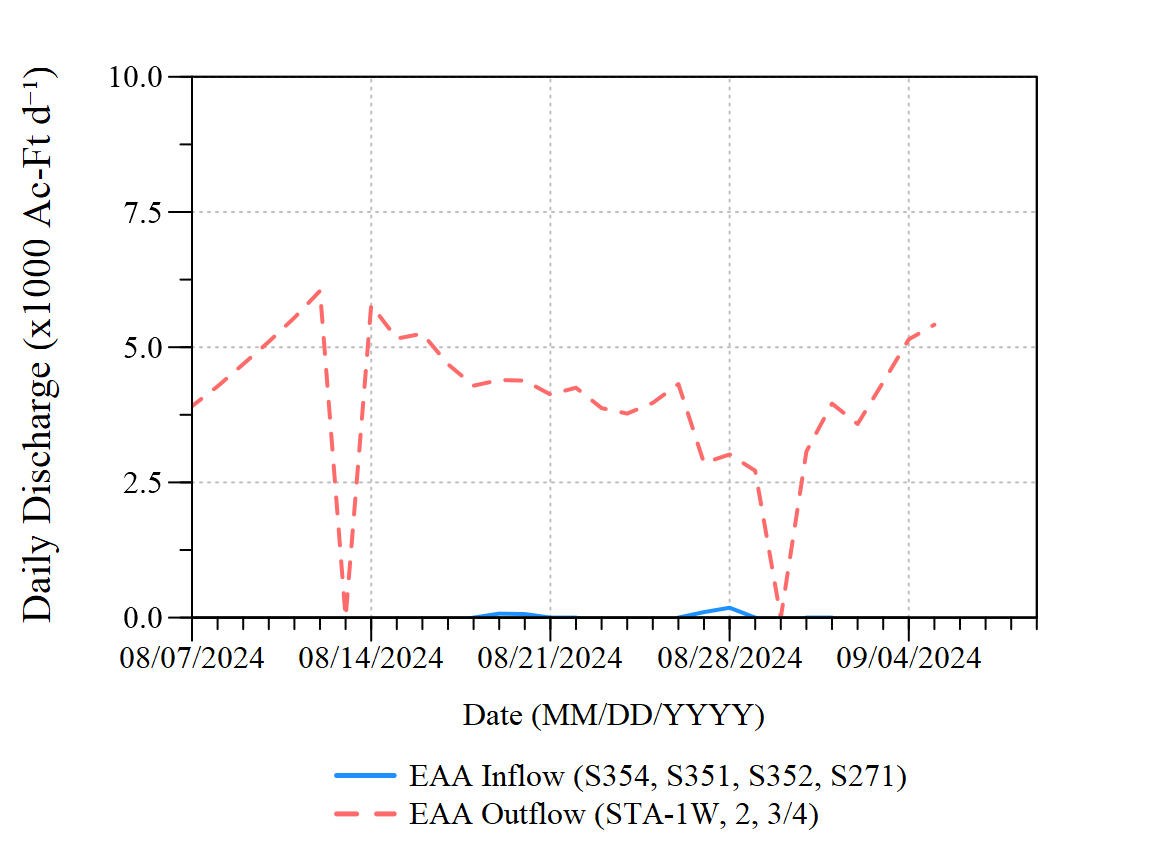 Daily Discharge (x1000 Ac-Ft d⁻¹)
10.0
7.5
5.0
2.5
0.0
08/07/2024 08/14/2024 08/21/2024 08/28/2024 09/04/2024
Date (MM/DD/YYYY)
EAA Inflow (S354, S351, S352, S271)
EAA Outflow (STA-1W, 2, 3/4)